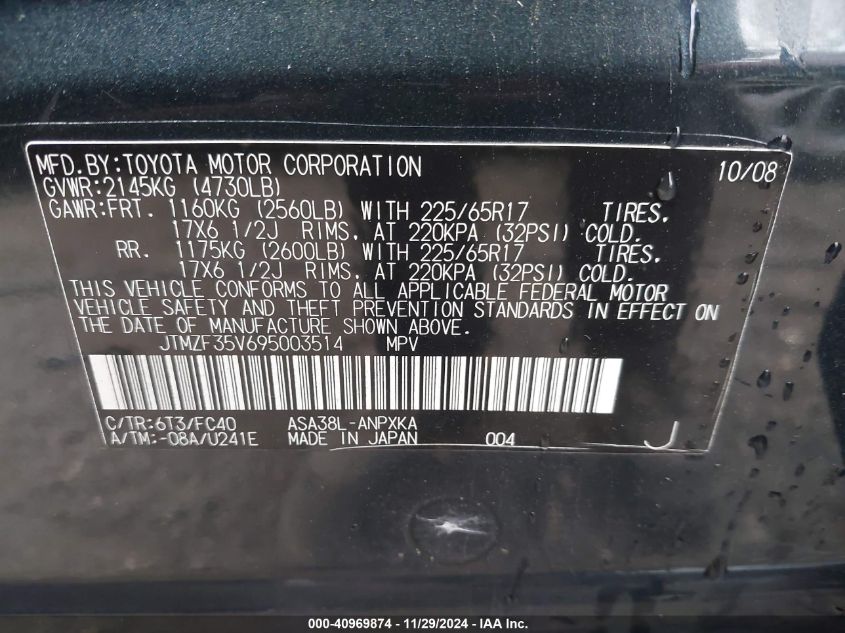 MFD.BY:TOYOTA MOTOR CORPORATION 10/08
GVWR:2145KG (4730LB)
GAWR:FRT. 1160KG (2560LB) WITH 225/65R17 TIRES.
17X6 1/2J RIMS. AT 220KPA (32PSI) COLD.
RR. 1175KG (2600LB) WITH 225/65R17 TIRES.
17X6 1/2J RIMS. AT 220KPA (32PSI) COLD.
THIS VEHICLE CONFORMS TO ALL APPLICABLE FEDERAL MOTOR
VEHICLE SAFETY AND THEFT PREVENTION STANDARDS IN EFFECT ON
THE DATE OF MANUFACTURE SHOWN ABOVE.
JTMZF35V695003514 MPV
C/TR:6T3/FC40 ASA38L-ANPXKA
A/TM:-08A/U241E MADE IN JAPAN 004 J
000-40969874 | 11/29/2024 - IAA Inc.